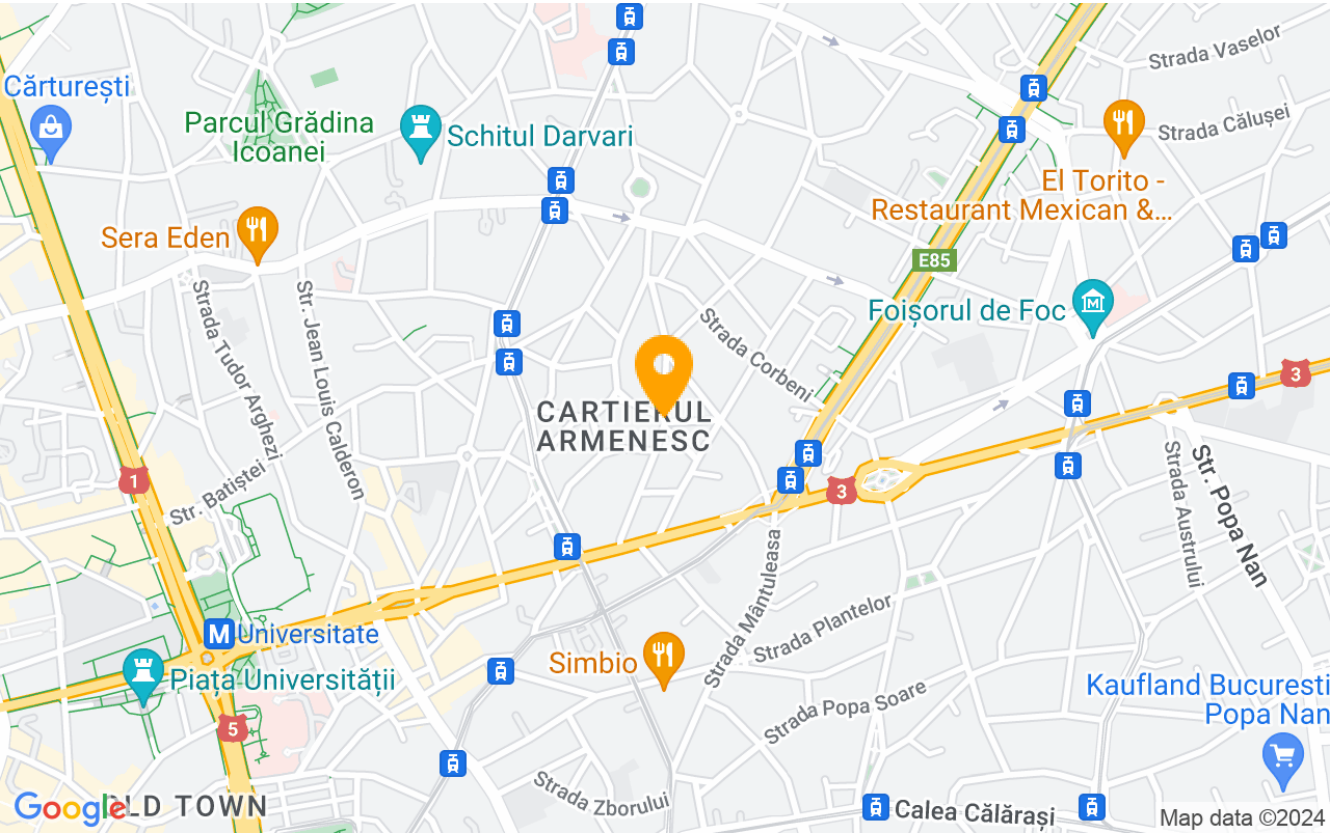 Strada Vaselor
Cărturești
Parcul Grădina
Icoanei
Schitul Darvari
Strada Călușei
El Torito -
Restaurant Mexican &...
Sera Eden
E85
Strada Tudor Arghezi
Str. Jean Louis Calderon
Foișorul de Foc
Strada Corbeni
3
CARTIERUL
ARMENESC
1
Str. Batiștei
3
Str. Popa Nan
Strada Austrului
Strada Mântuleasa
Strada Plantelor
M Universitate
Simbio
Piața Universității
Strada Popa Soare
Kaufland Bucuresti
Popa Nan
5
Strada Zborului
Google
LD TOWN
Calea Călărași
Map data ©2024